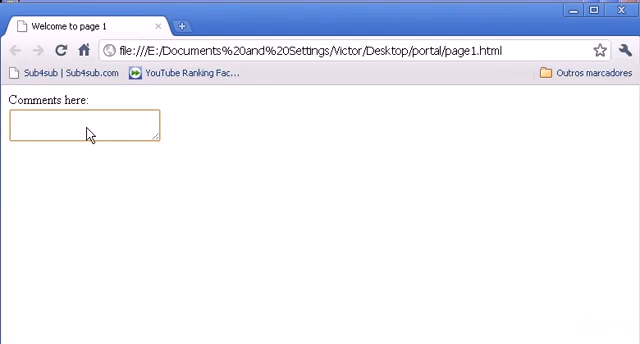 Welcome to page 1
file:///E:/Documents%20and%20Settings/Victor/Desktop/portal/page1.html
Sub4sub | Sub4sub.com YouTube Ranking Fac... Outros marcadores
Comments here: